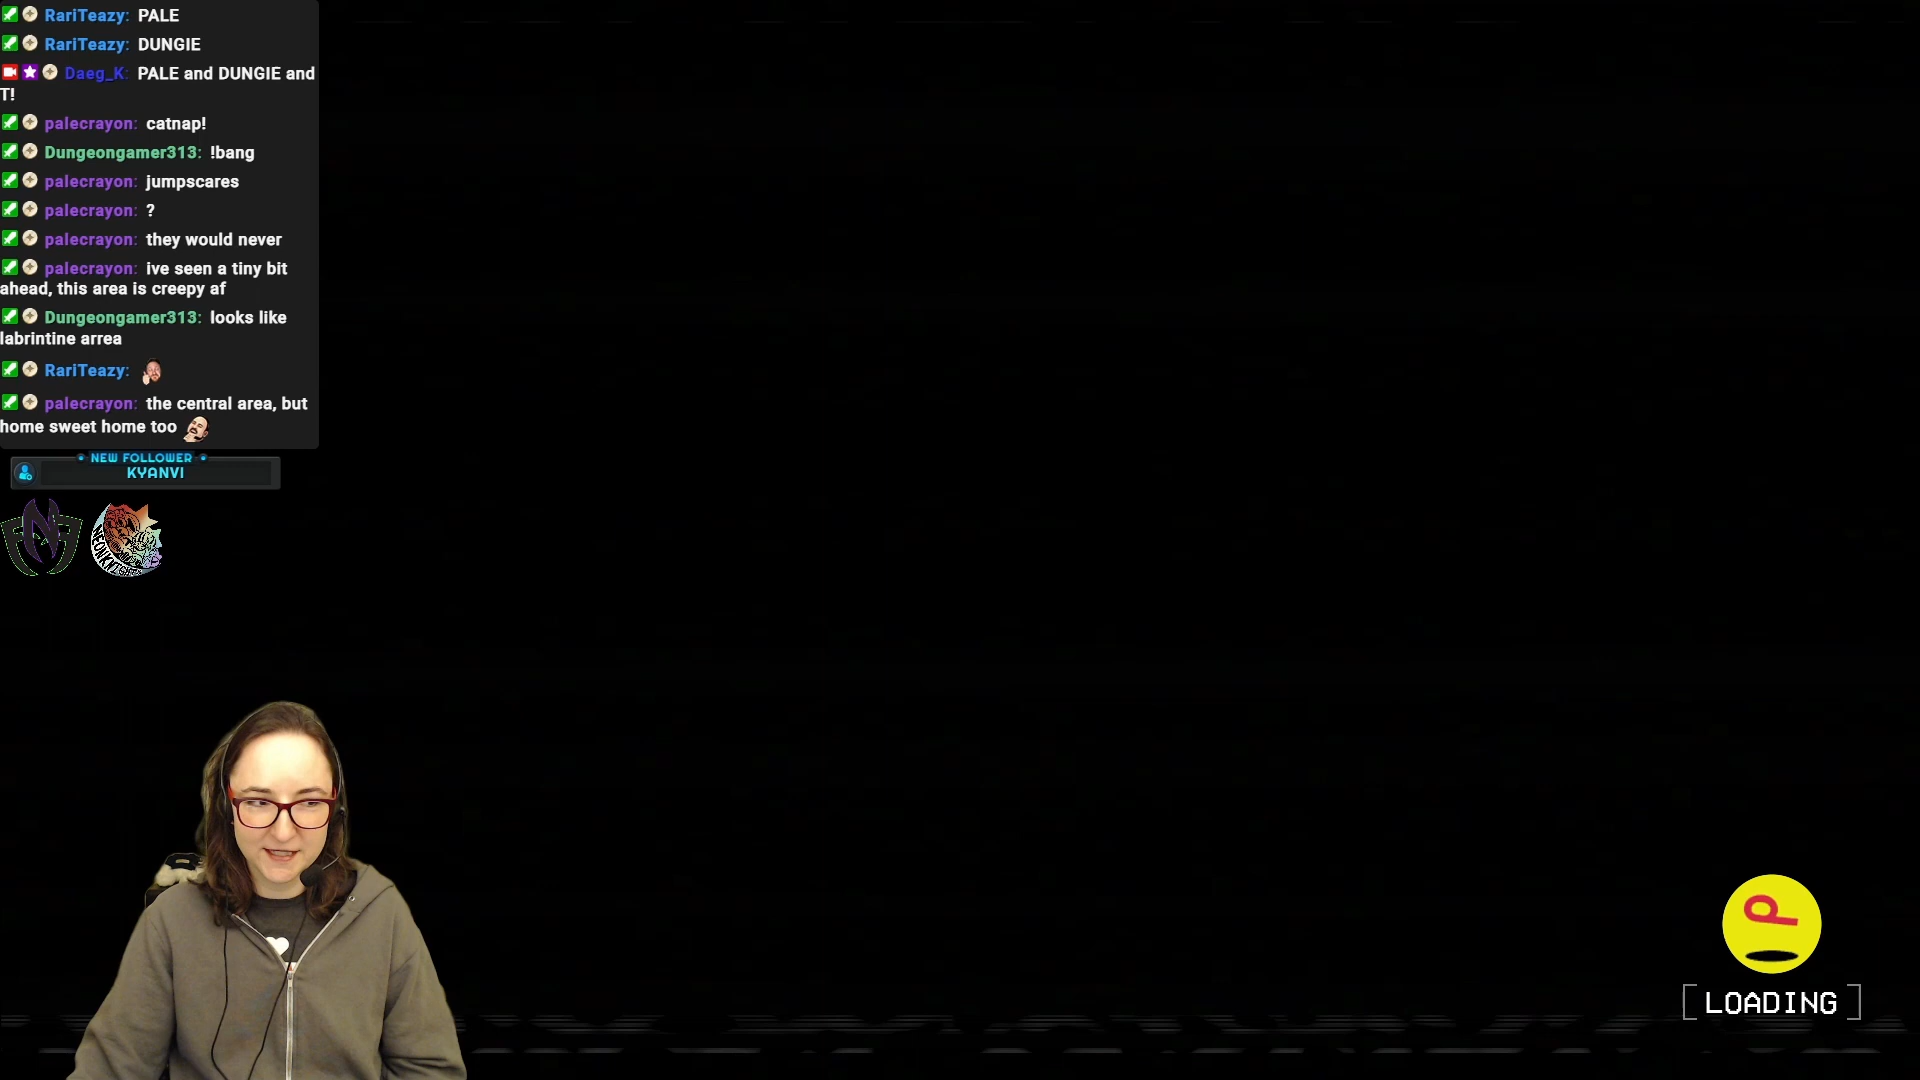 RariTeazy: PALE
RariTeazy: DUNGIE
Daeg_K: PALE and DUNGIE and
T!
palecrayon: catnap!
Dungeongamer313: !bang
palecrayon: jumpscares
palecrayon: ?
palecrayon: they would never
palecrayon: ive seen a tiny bit
ahead, this area is creepy af
Dungeongamer313: looks like
labrintine arrea
RariTeazy:
palecrayon: the central area, but
home sweet home too
NEW FOLLOWER
KYANVI
N
P
[ LOADING ]